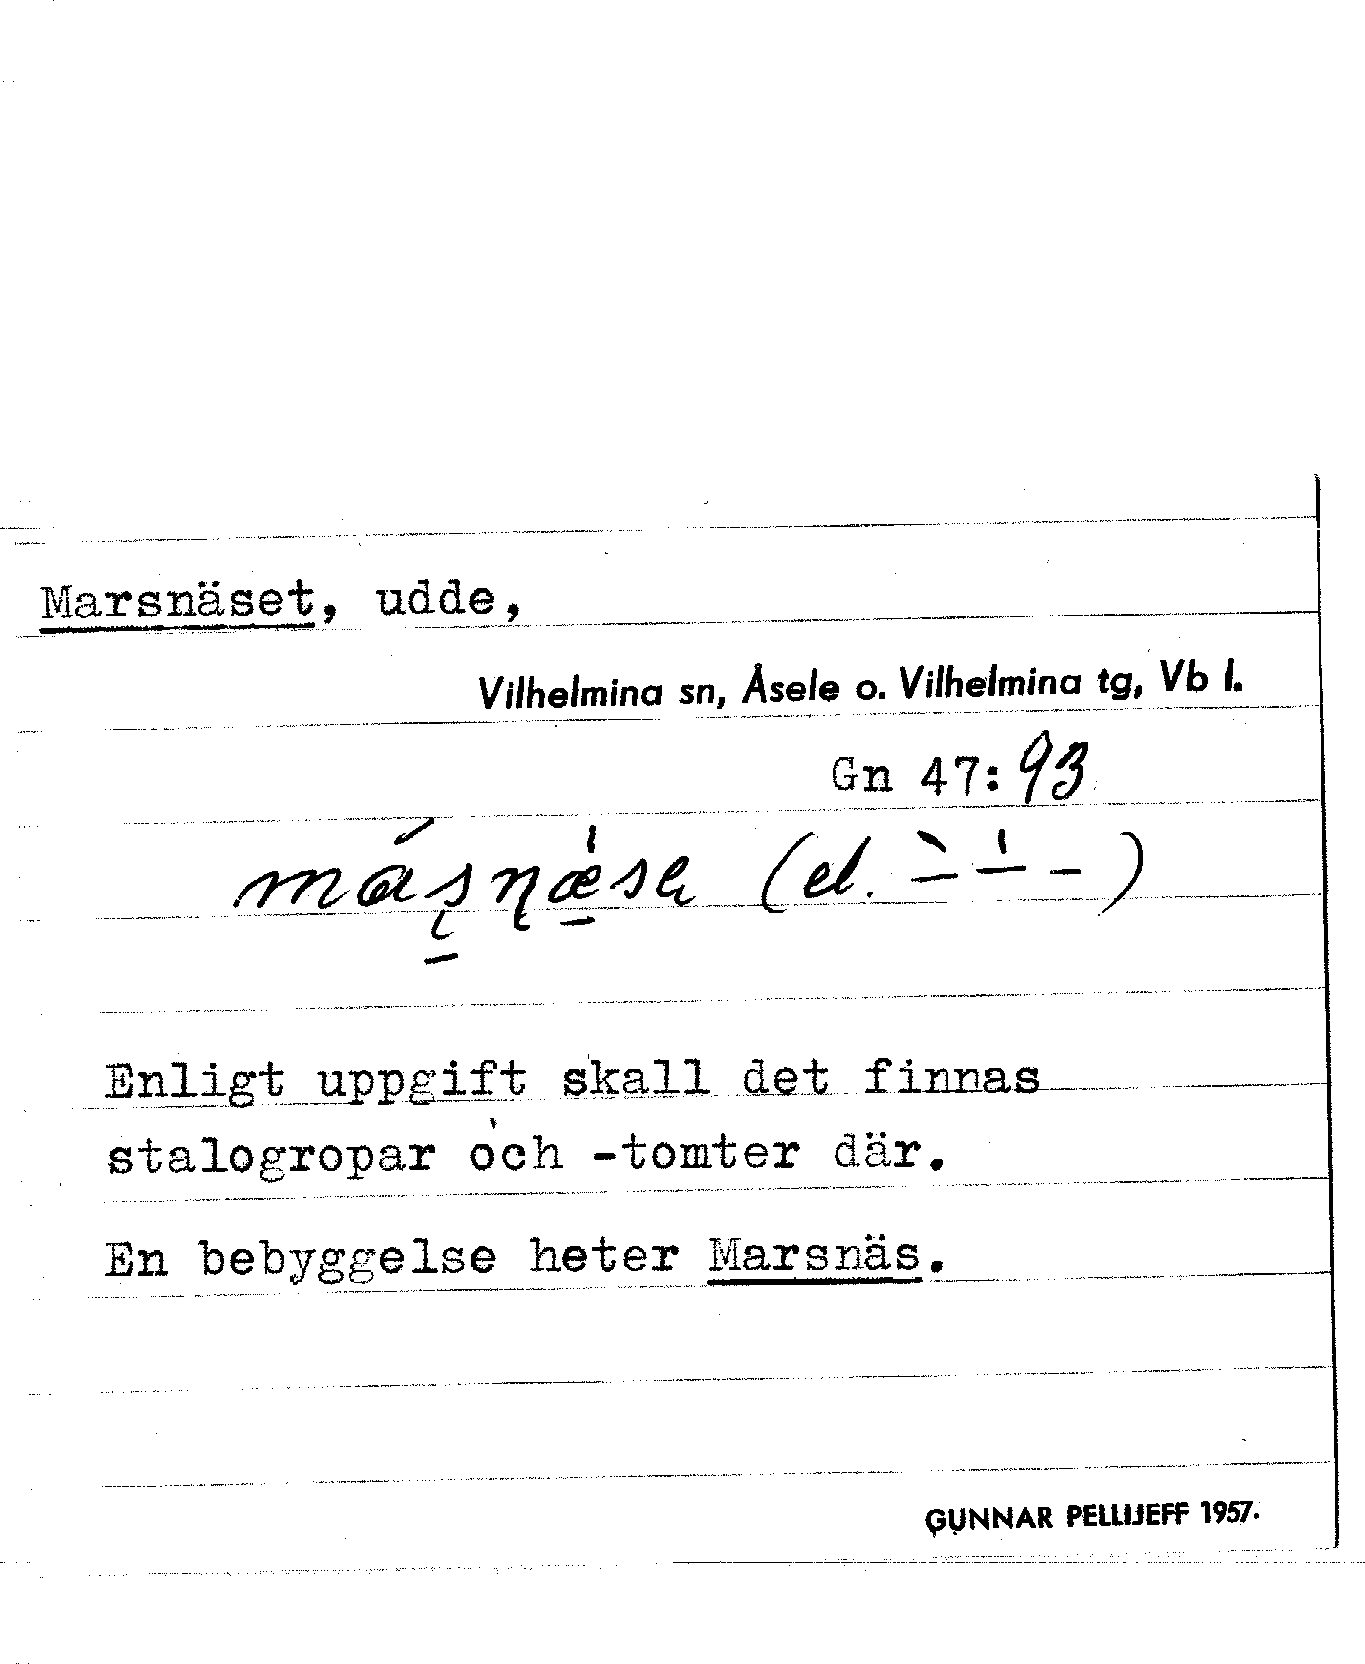 Marsnäset, udde,
Vilhelmina sn, Åsele o. Vilhelmina tg, Vb l.
Gn 47:93
(el. – – –)
Enligt uppgift skall det finnas
stalogropar och -tomter där.
En bebyggelse heter Marsnäs.
GUNNAR PELLIJEFF 1957.